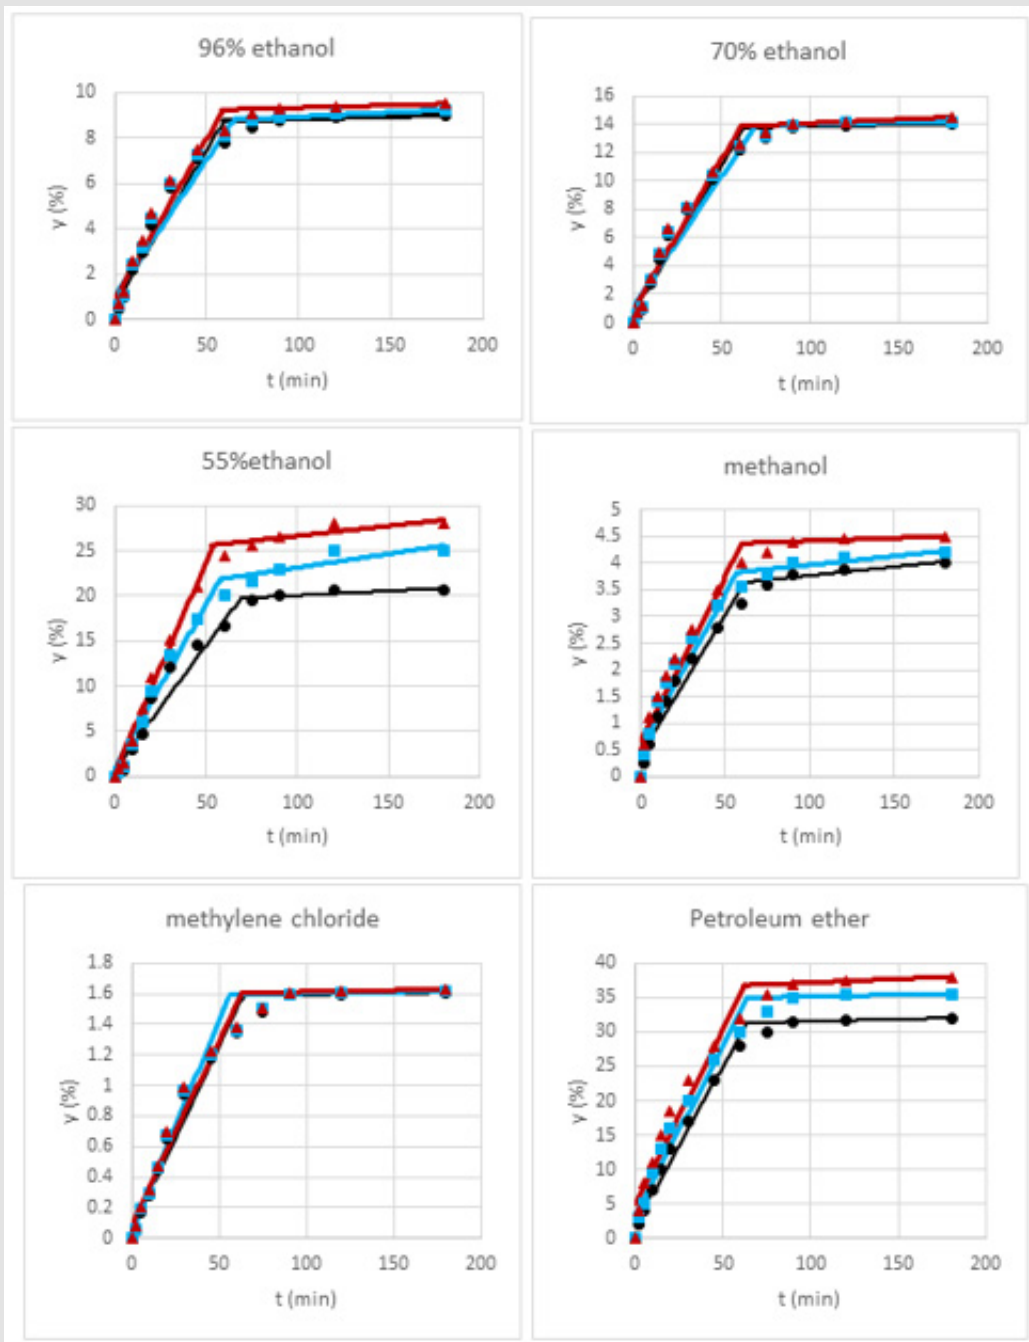 96% ethanol
10
8
6
4
2
0
y (%)
0 50 100 150 200
t (min)
70% ethanol
16
14
12
10
8
6
4
2
0
y (%)
0 50 100 150 200
t (min)
55%ethanol
30
25
20
15
10
5
0
y (%)
0 50 100 150 200
t (min)
methanol
5
4.5
4
3.5
3
2.5
2
1.5
1
0.5
0
y (%)
0 50 100 150 200
t (min)
methylene chloride
1.8
1.6
1.4
1.2
1
0.8
0.6
0.4
0.2
0
y (%)
0 50 100 150 200
t (min)
Petroleum ether
40
35
30
25
20
15
10
5
0
y (%)
0 50 100 150 200
t (min)